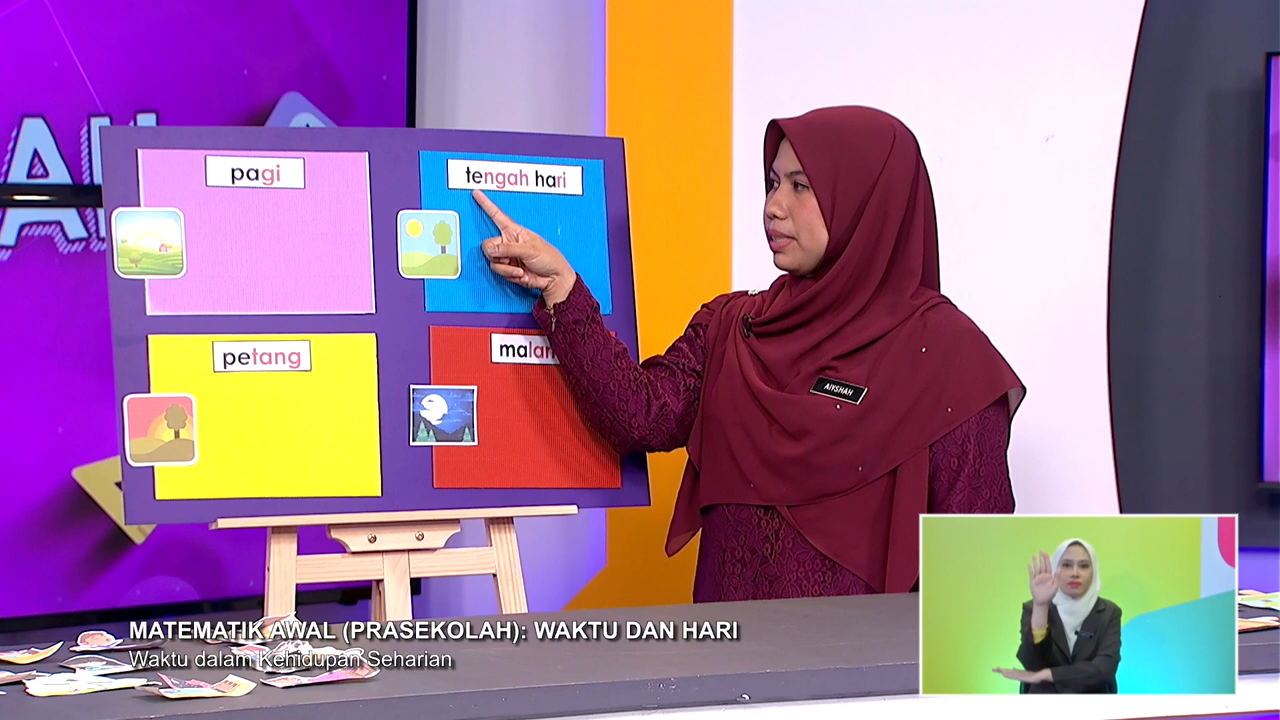 pagi
tengah hari
petang
AIYSHAH
MATEMATIK AWAL (PRASEKOLAH): WAKTU DAN HARI
Waktu dalam Kehidupan Seharian